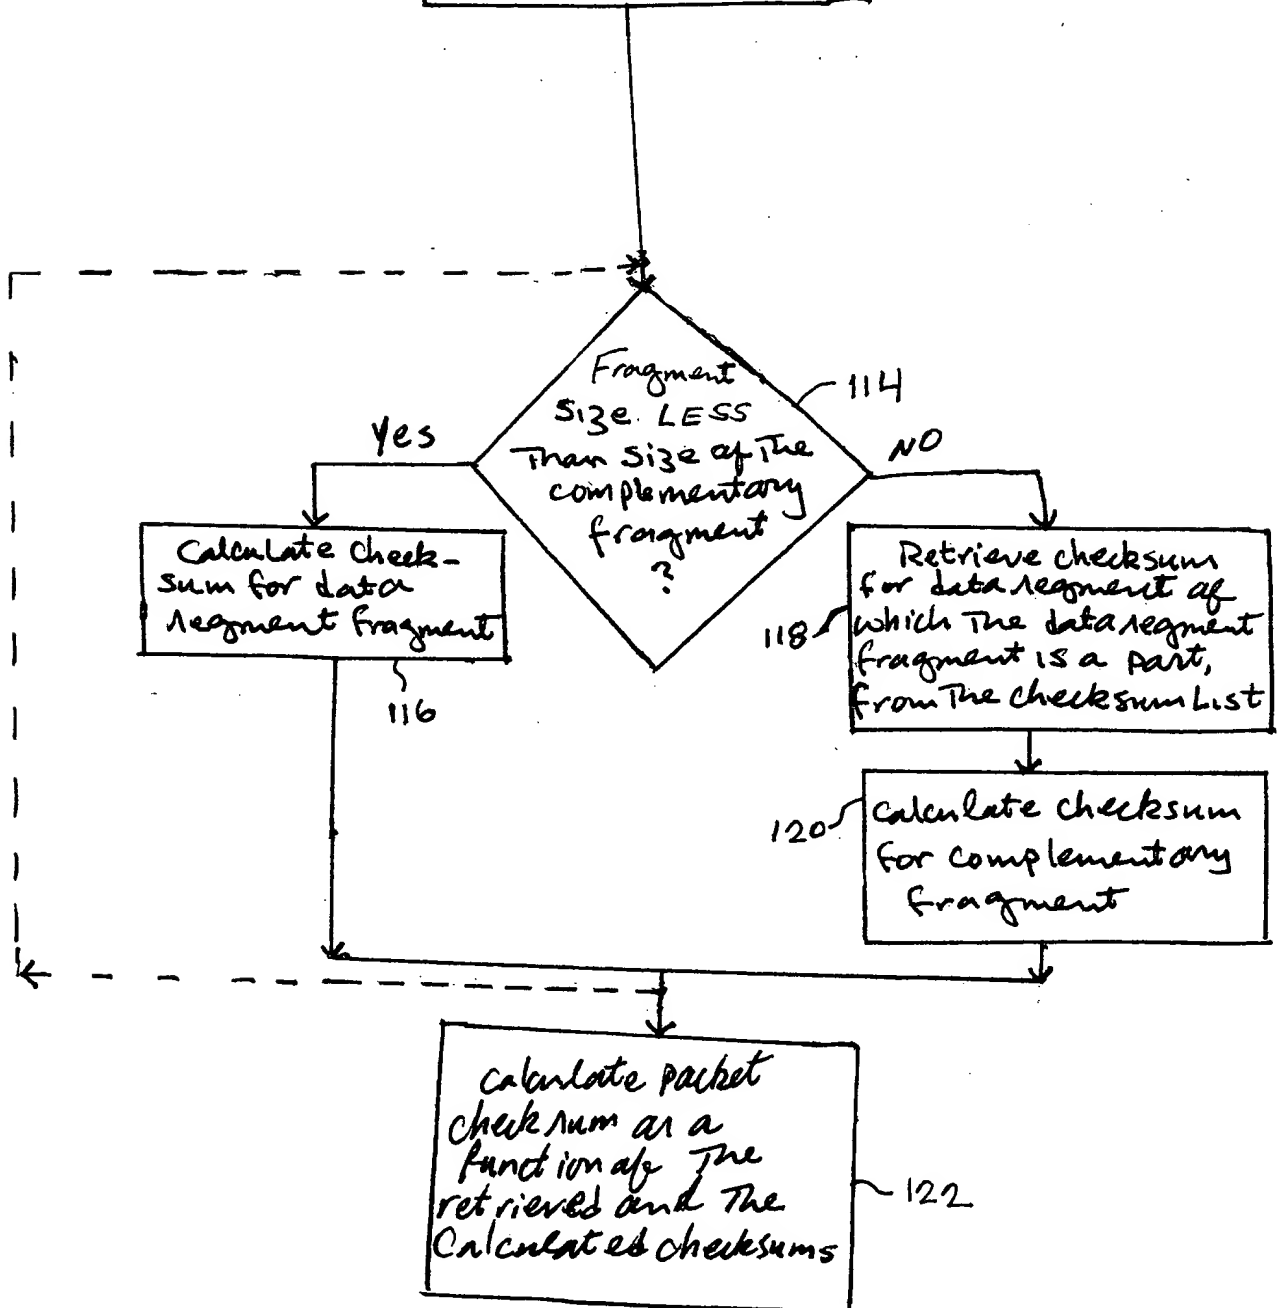 Fragment
Size LESS
Than Size of The
complementary
fragment
?
114
Yes
NO
Calculate Check-
sum for data
segment fragment
116
Retrieve checksum
for data segment of
which The data segment
fragment is a part,
from The checksum List
118
Calculate checksum
for complementary
fragment
120
Calculate packet
checksum as a
function of The
retrieved and The
Calculated checksums
122